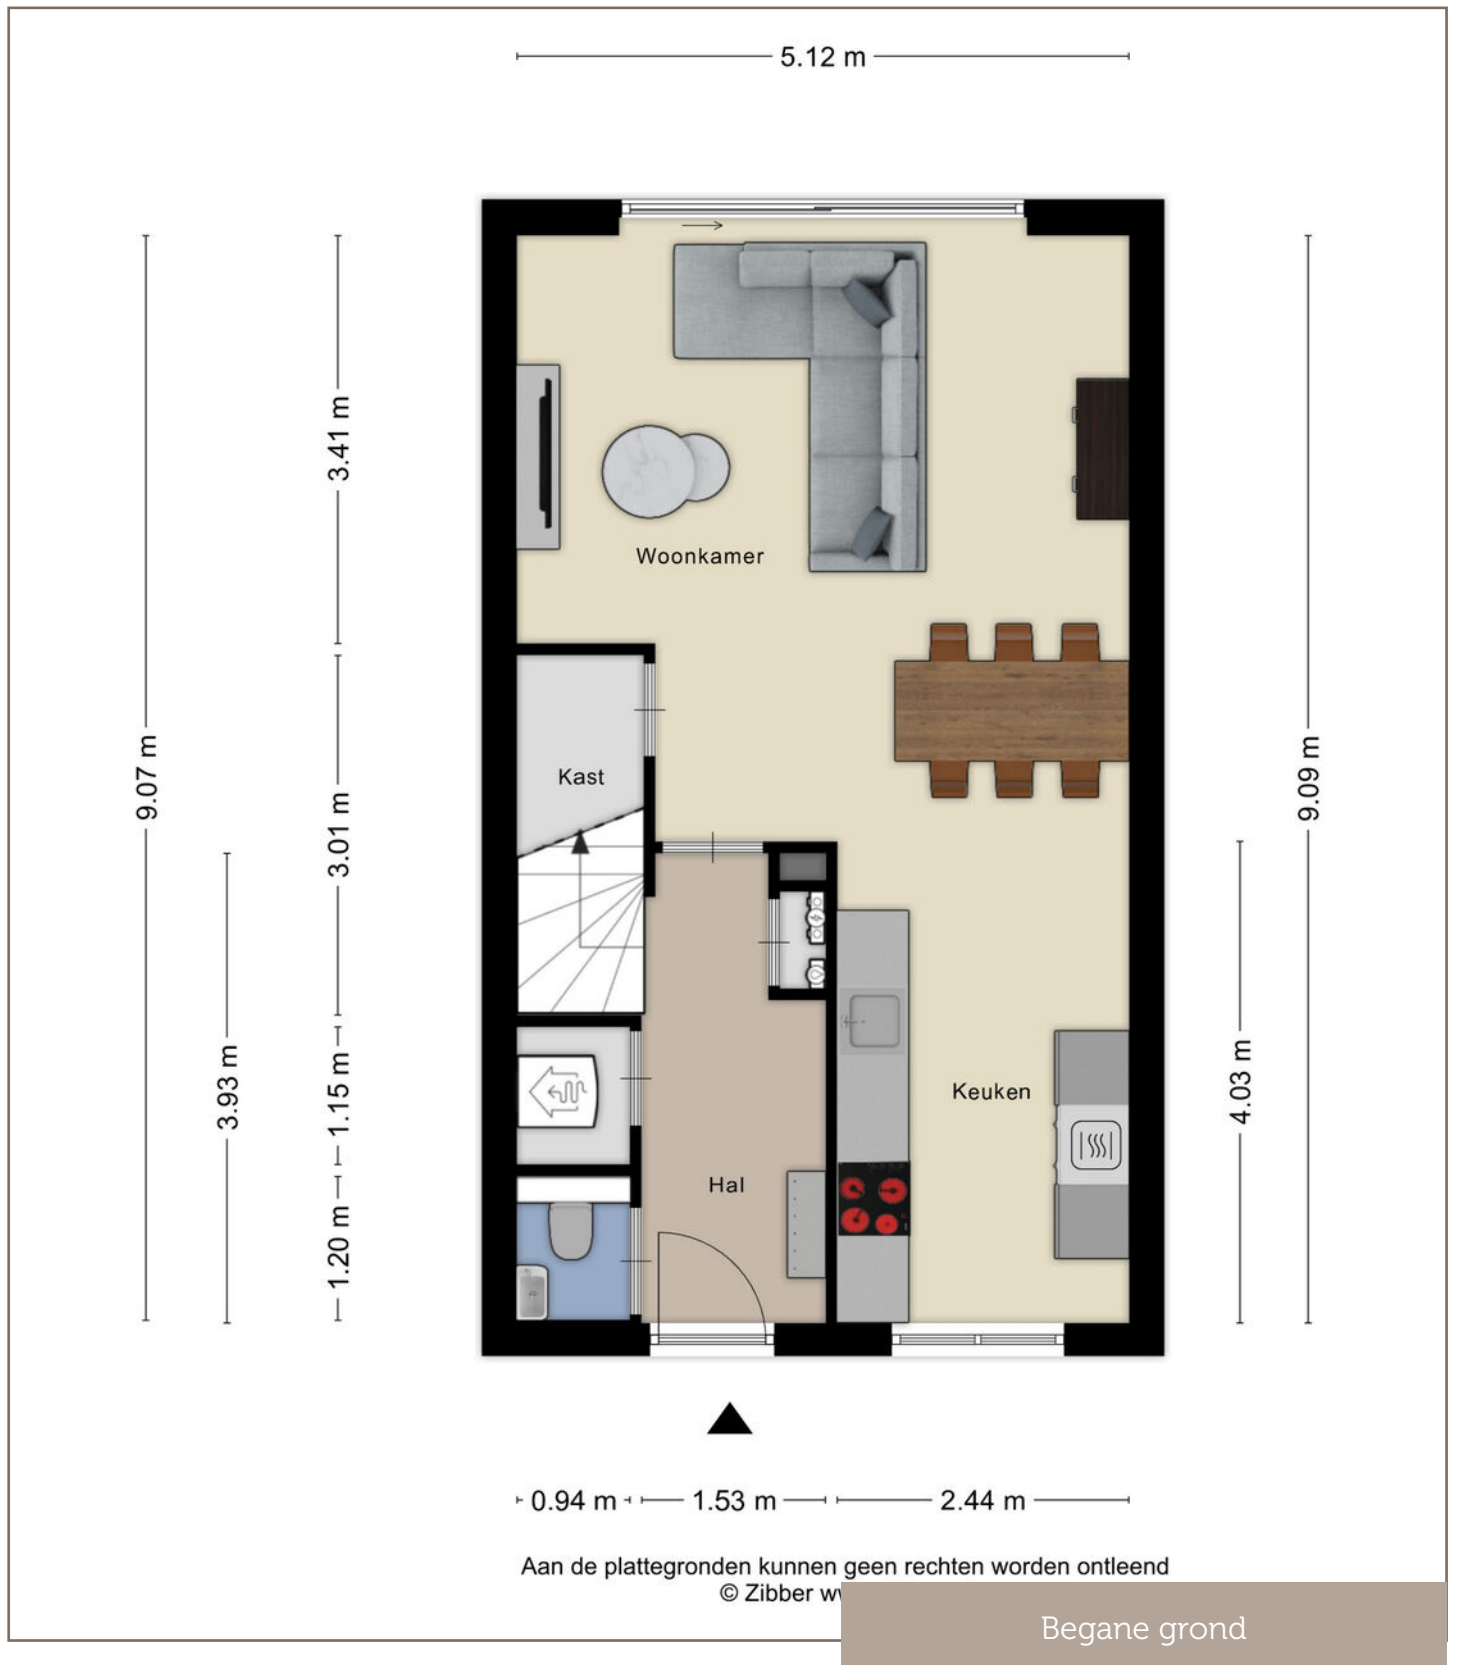 5.12 m
3.41 m
Woonkamer
Kast
9.07 m
3.01 m
9.09 m
3.93 m
1.15 m
4.03 m
Keuken
Hal
1.20 m
0.94 m
1.53 m
2.44 m
Aan de plattegronden kunnen geen rechten worden ontleend
© Zibber
Begane grond